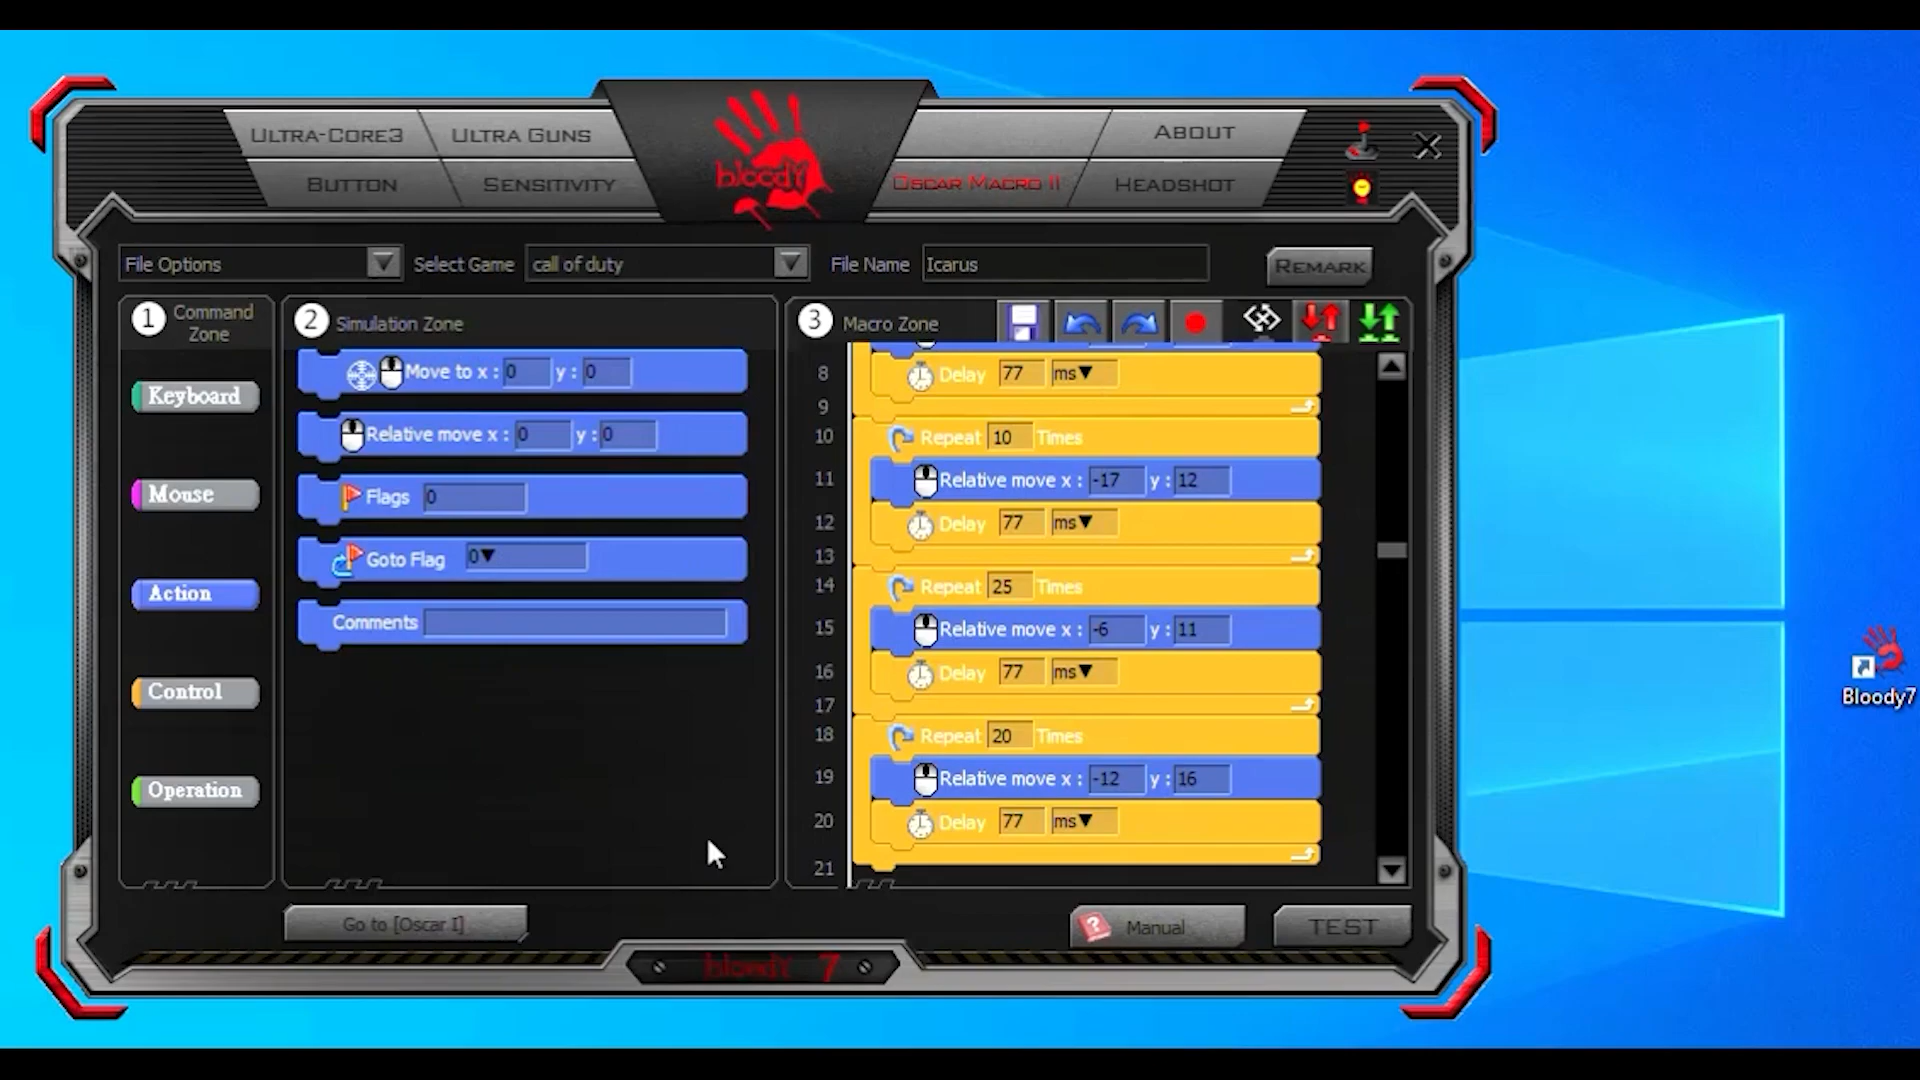 ULTRA-CORE3
ULTRA GUNS
BUTTON
SENSITIVITY
bloody
ABOUT
OSCAR MACRO II
HEADSHOT
File Options
Select Game
call of duty
File Name
Icarus
REMARK
1 Command Zone
Keyboard
Mouse
Action
Control
Operation
2 Simulation Zone
Move to x : 0 y : 0
Relative move x : 0 y : 0
Flags 0
Goto Flag 0▼
Comments
3 Macro Zone
8 Delay 77 ms▼
9
10 Repeat 10 Times
11 Relative move x : -17 y : 12
12 Delay 77 ms▼
13
14 Repeat 25 Times
15 Relative move x : -6 y : 11
16 Delay 77 ms▼
17
18 Repeat 20 Times
19 Relative move x : -12 y : 16
20 Delay 77 ms▼
21
Go to [Oscar I]
? Manual
TEST
bloody 7
Bloody7